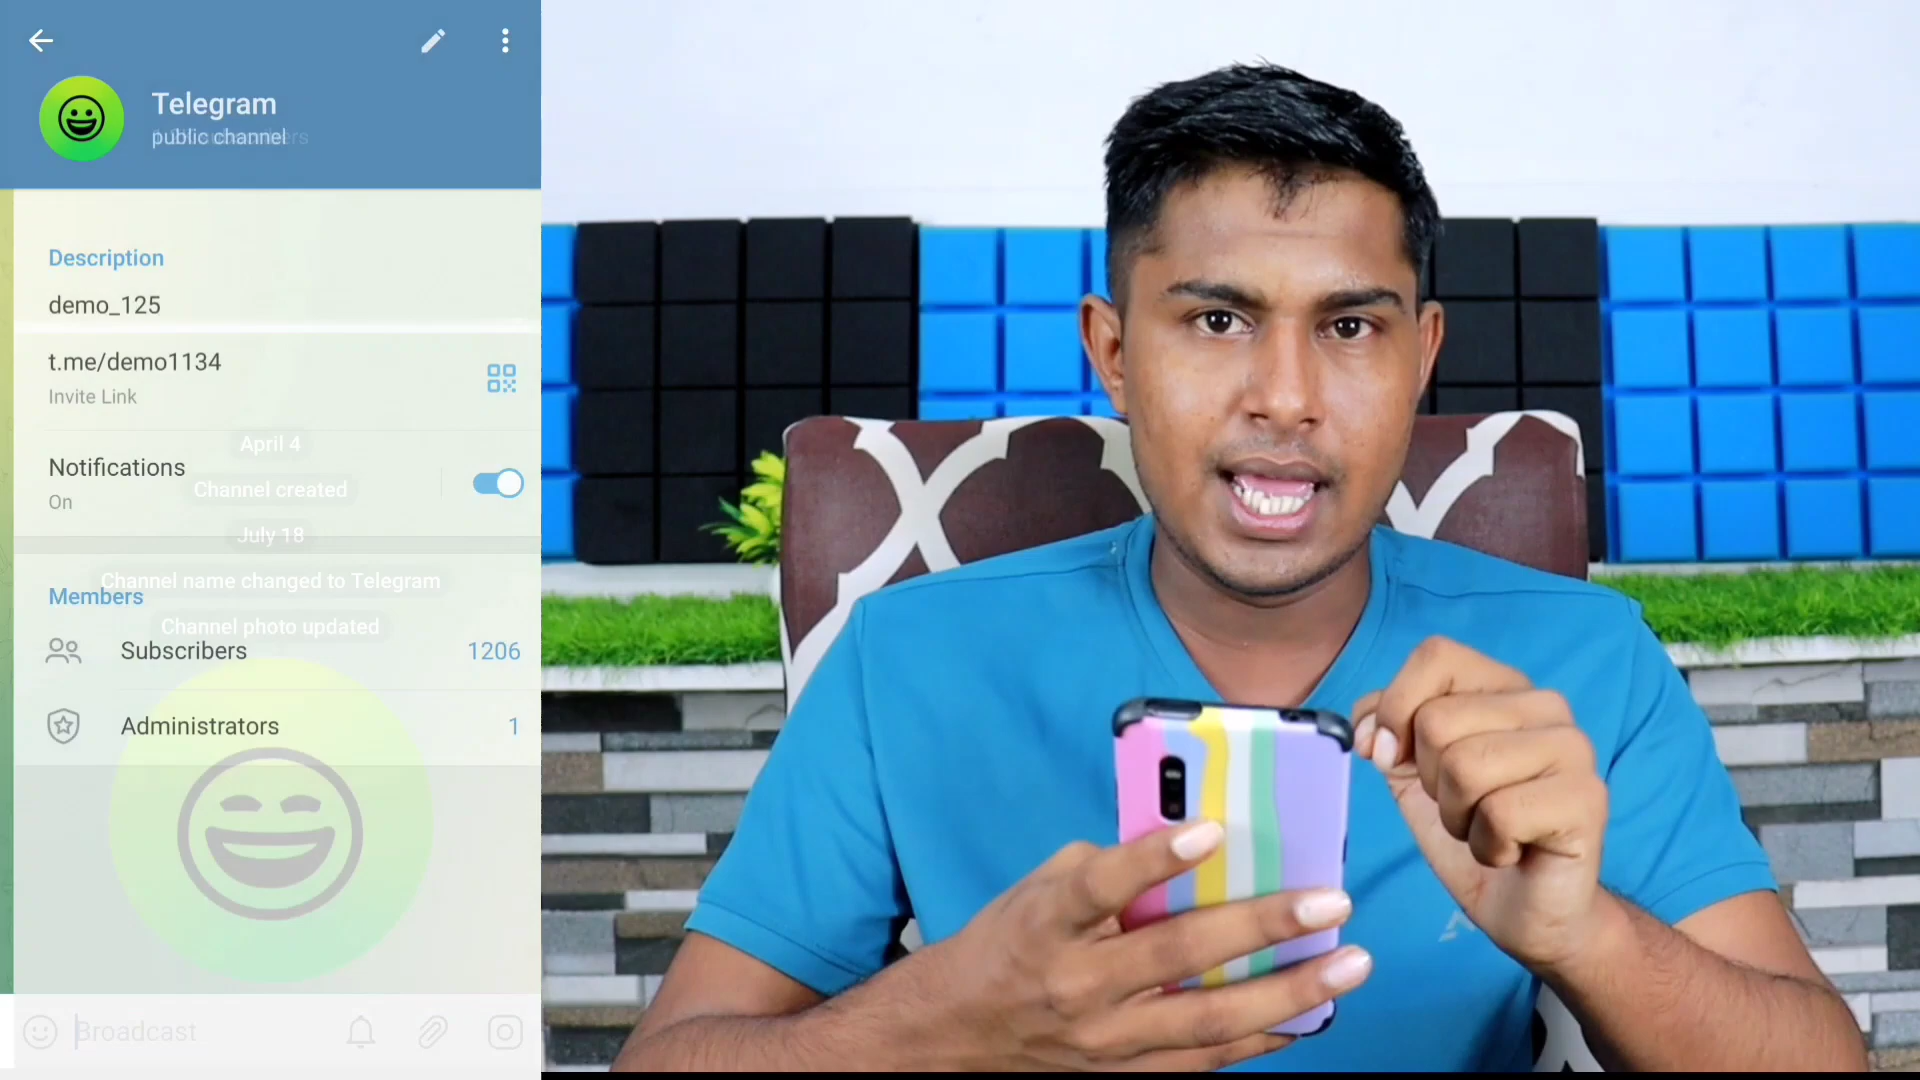 Telegram
public channel
Description
demo_125
t.me/demo1134
Invite Link
April 4
Notifications
Channel created
On
July 18
Channel name changed to Telegram
Members
Channel photo updated
Subscribers 1206
Administrators 1
Broadcast